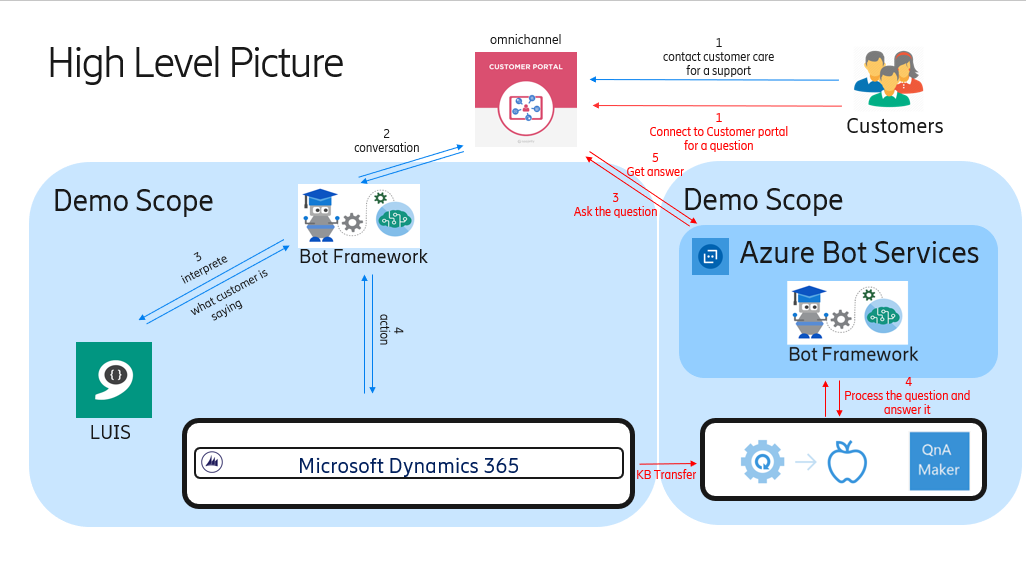 High Level Picture
omnichannel
CUSTOMER PORTAL
1
contact customer care
for a support
1
Connect to Customer portal
for a question
Customers
2
conversation
5
Get answer
3
Ask the question
Demo Scope
Bot Framework
3
interprete
what customer is
saying
4
action
LUIS
Microsoft Dynamics 365
KB Transfer
Demo Scope
Azure Bot Services
Bot Framework
4
Process the question and
answer it
QnA
Maker